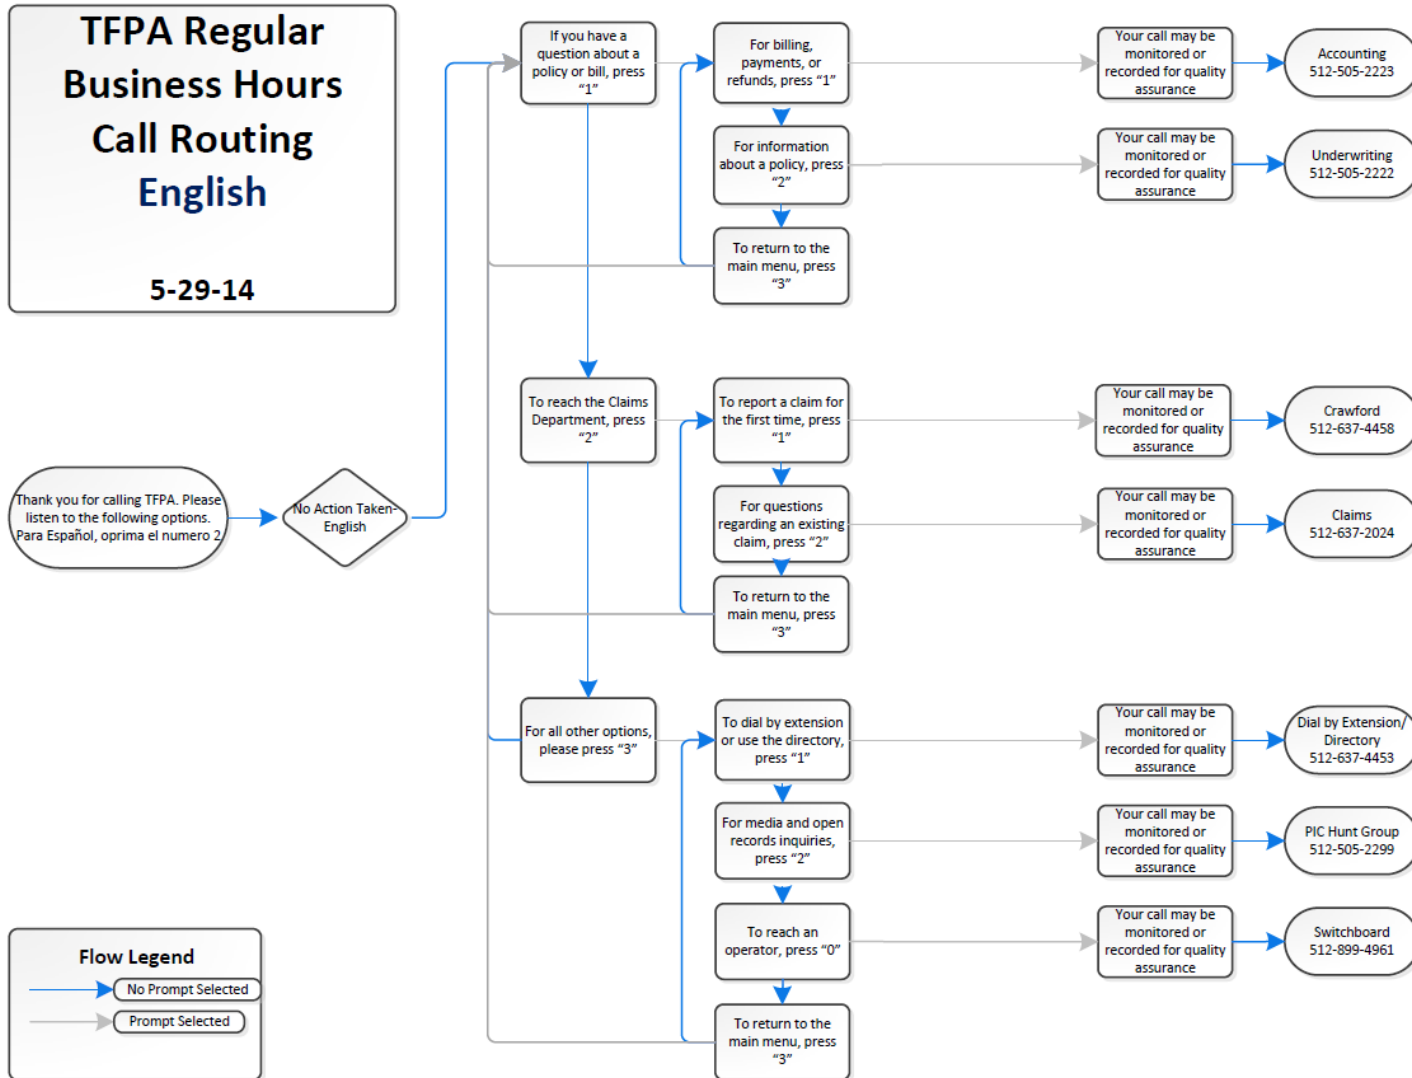 TFPA Regular
Business Hours
Call Routing
English
5-29-14
Thank you for calling TFPA. Please
listen to the following options.
Para Español, oprima el numero 2
No Action Taken-
English
If you have a
question about a
policy or bill, press
“1”
For billing,
payments, or
refunds, press “1”
Your call may be
monitored or
recorded for quality
assurance
Accounting
512-505-2223
For information
about a policy, press
“2”
Your call may be
monitored or
recorded for quality
assurance
Underwriting
512-505-2222
To return to the
main menu, press
“3”
To reach the Claims
Department, press
“2”
To report a claim for
the first time, press
“1”
Your call may be
monitored or
recorded for quality
assurance
Crawford
512-637-4458
For questions
regarding an existing
claim, press “2”
Your call may be
monitored or
recorded for quality
assurance
Claims
512-637-2024
To return to the
main menu, press
“3”
For all other options,
please press “3”
To dial by extension
or use the directory,
press “1”
Your call may be
monitored or
recorded for quality
assurance
Dial by Extension/
Directory
512-637-4453
For media and open
records inquiries,
press “2”
Your call may be
monitored or
recorded for quality
assurance
PIC Hunt Group
512-505-2299
To reach an
operator, press “0”
Your call may be
monitored or
recorded for quality
assurance
Switchboard
512-899-4961
To return to the
main menu, press
“3”
Flow Legend
No Prompt Selected
Prompt Selected